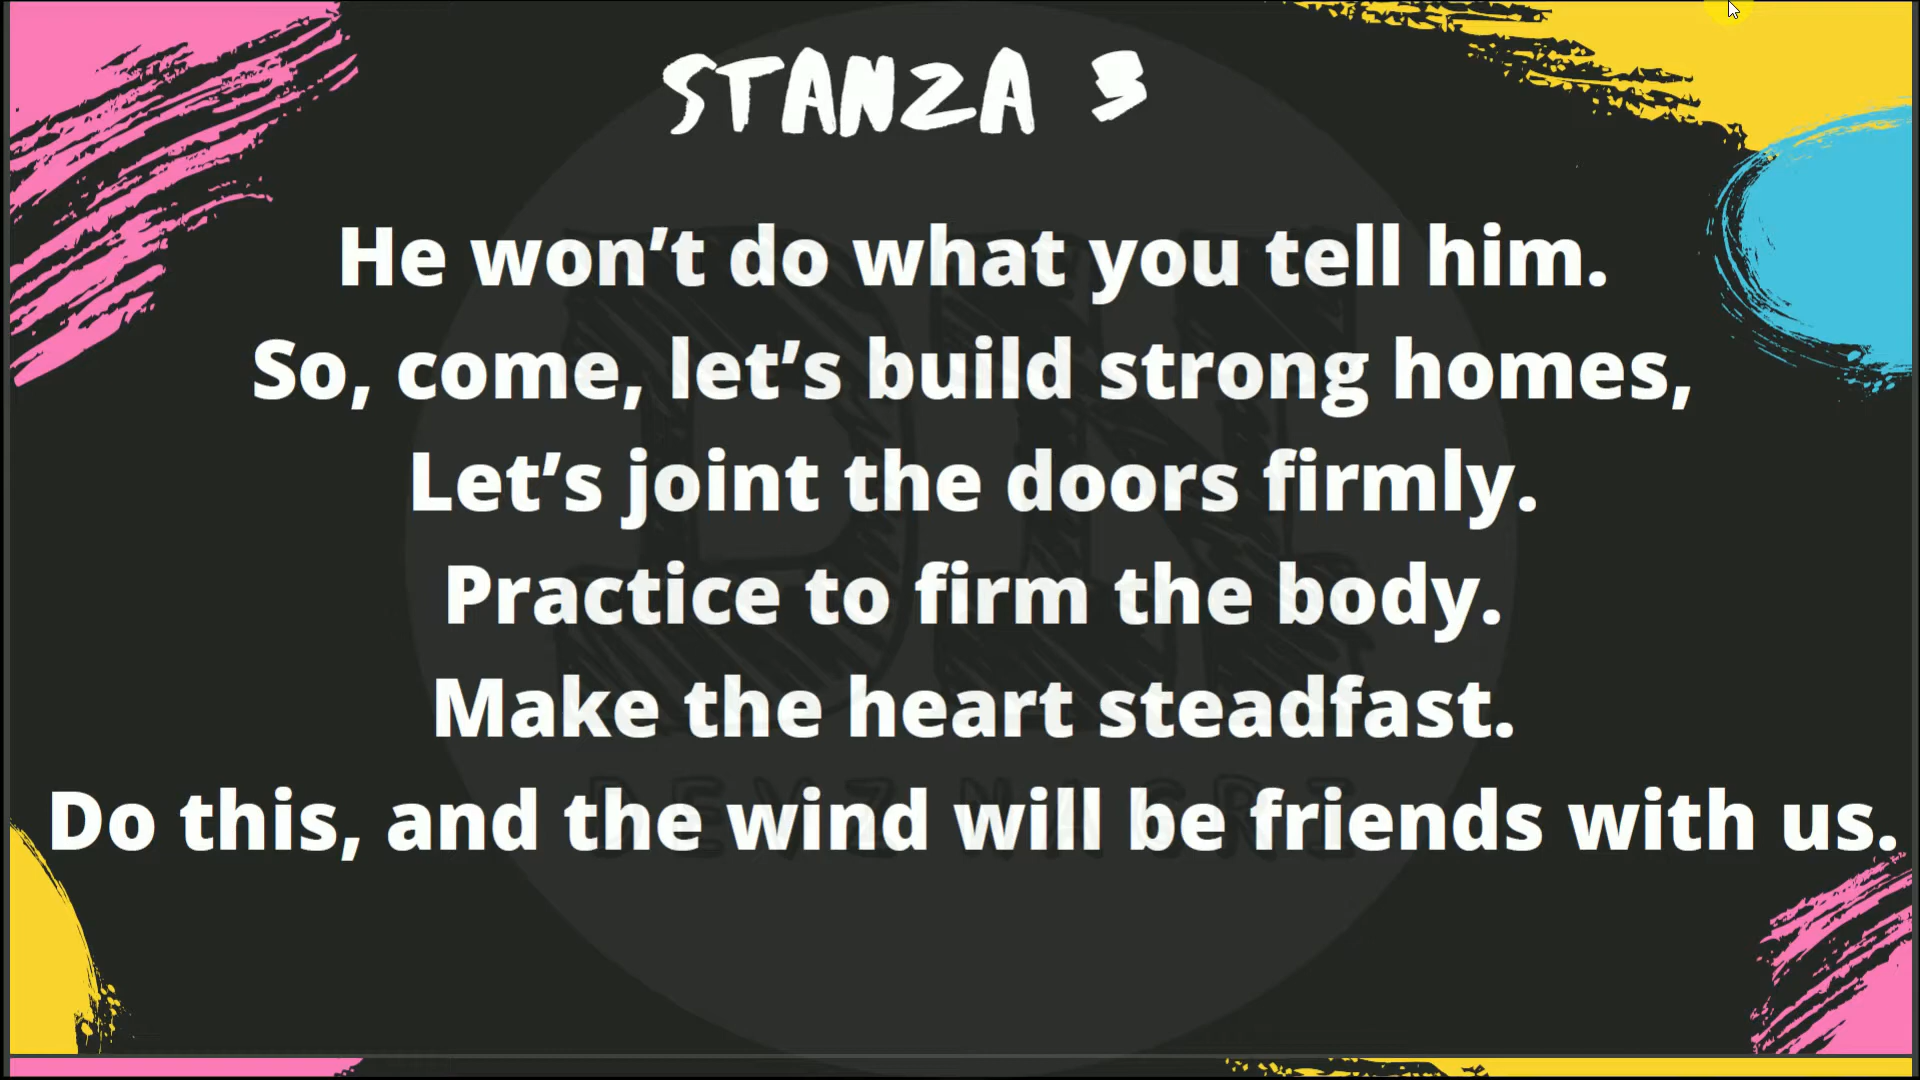 STANZA 3
He won’t do what you tell him.
So, come, let’s build strong homes,
Let’s joint the doors firmly.
Practice to firm the body.
Make the heart steadfast.
Do this, and the wind will be friends with us.